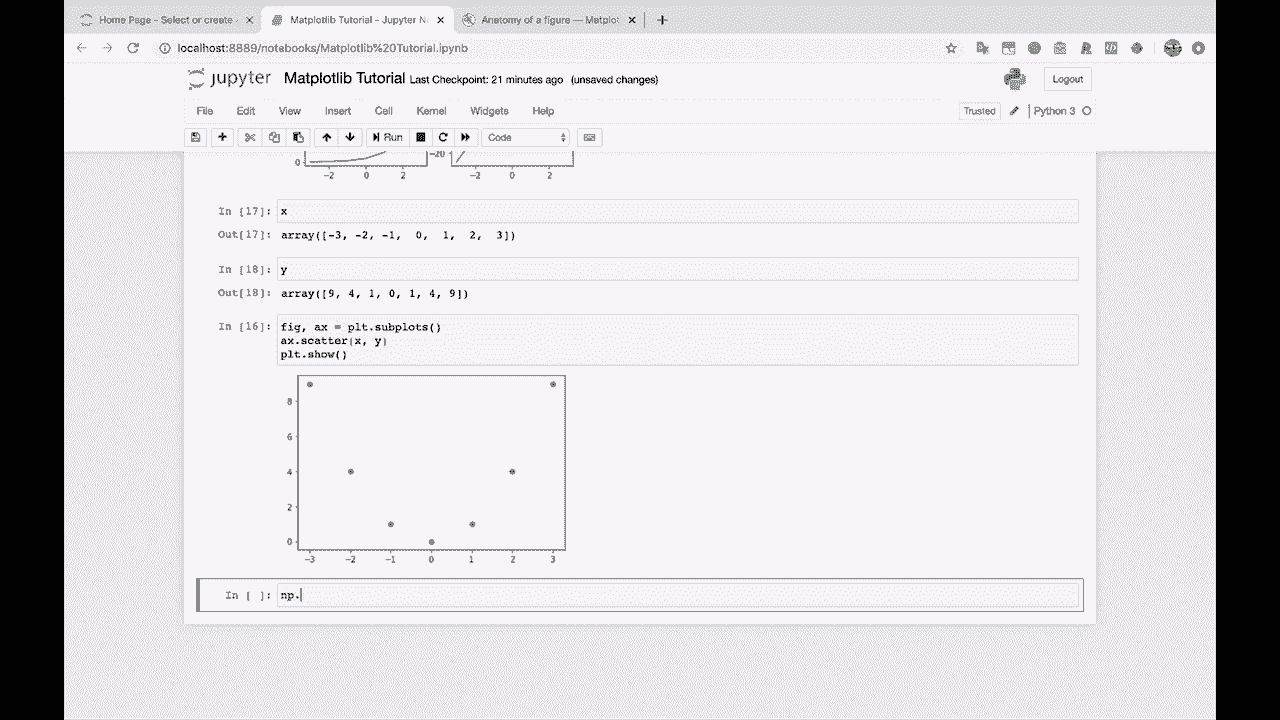 Home Page - Select or create
Matplotlib Tutorial - Jupyter N
Anatomy of a figure — Matplot
localhost:8889/notebooks/Matplotlib%20Tutorial.ipynb
jupyter Matplotlib Tutorial Last Checkpoint: 21 minutes ago (unsaved changes)
Logout
File Edit View Insert Cell Kernel Widgets Help
Trusted Python 3
Run Code
0 -20
-2 0 2 -2 0 2
In [17]: x
Out[17]: array([-3, -2, -1, 0, 1, 2, 3])
In [18]: y
Out[18]: array([9, 4, 1, 0, 1, 4, 9])
In [16]: fig, ax = plt.subplots()
ax.scatter(x, y)
plt.show()
8
6
4
2
0
-3 -2 -1 0 1 2 3
In [ ]: np.